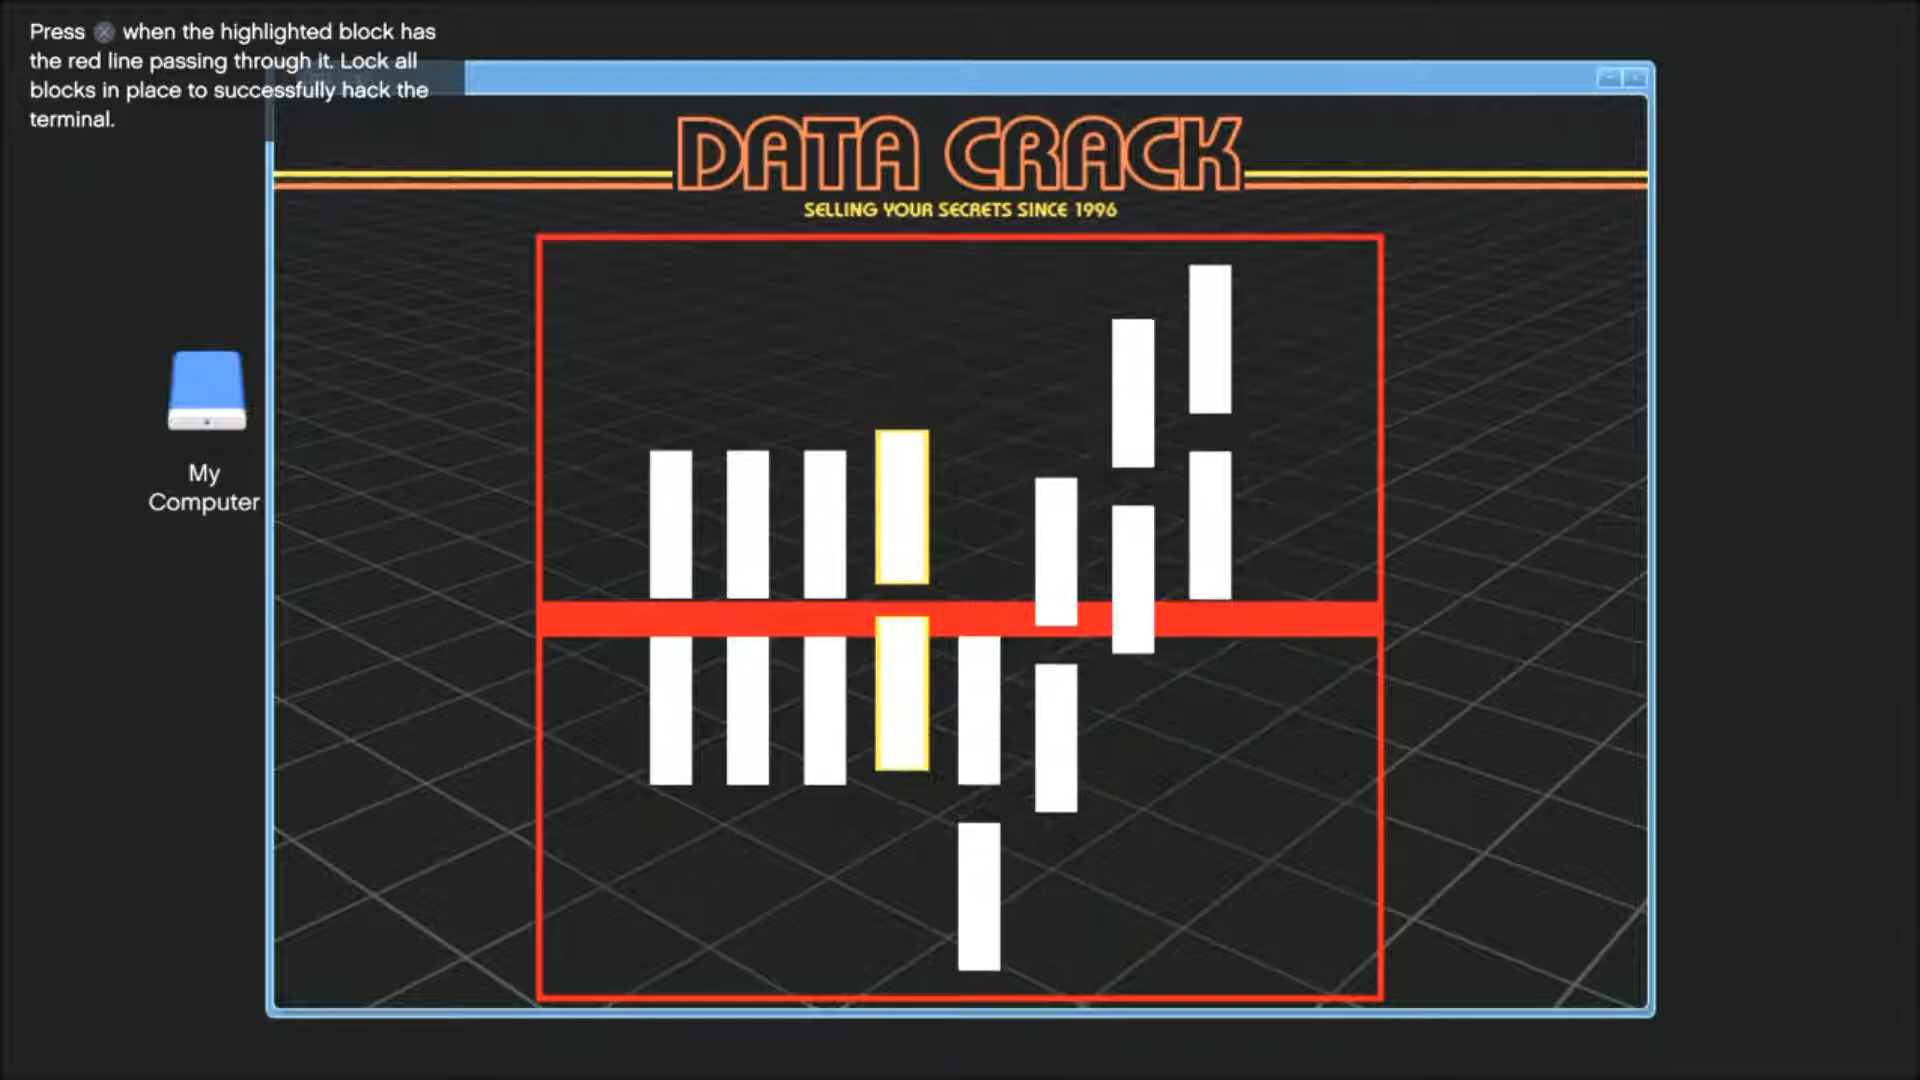 Press ⓧ when the highlighted block has
the red line passing through it. Lock all
blocks in place to successfully hack the
terminal.
DATA CRACK
SELLING YOUR SECRETS SINCE 1996
My
Computer